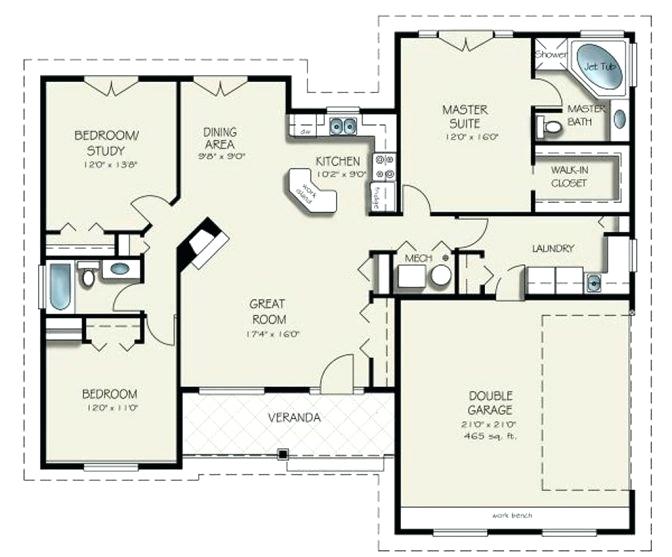 BEDROOM/
STUDY
12'0" x 13'8"
DINING
AREA
9'8" x 9'0"
DW
KITCHEN
10'2" x 9'0"
work
island
fridge
MASTER
SUITE
12'0" x 16'0"
Shower
Jet Tub
MASTER
BATH
WALK-IN
CLOSET
LAUNDRY
MECH
GREAT
ROOM
17'4" x 16'0"
BEDROOM
12'0" x 11'0"
VERANDA
DOUBLE
GARAGE
21'0" x 21'0"
465 sq. ft.
work bench